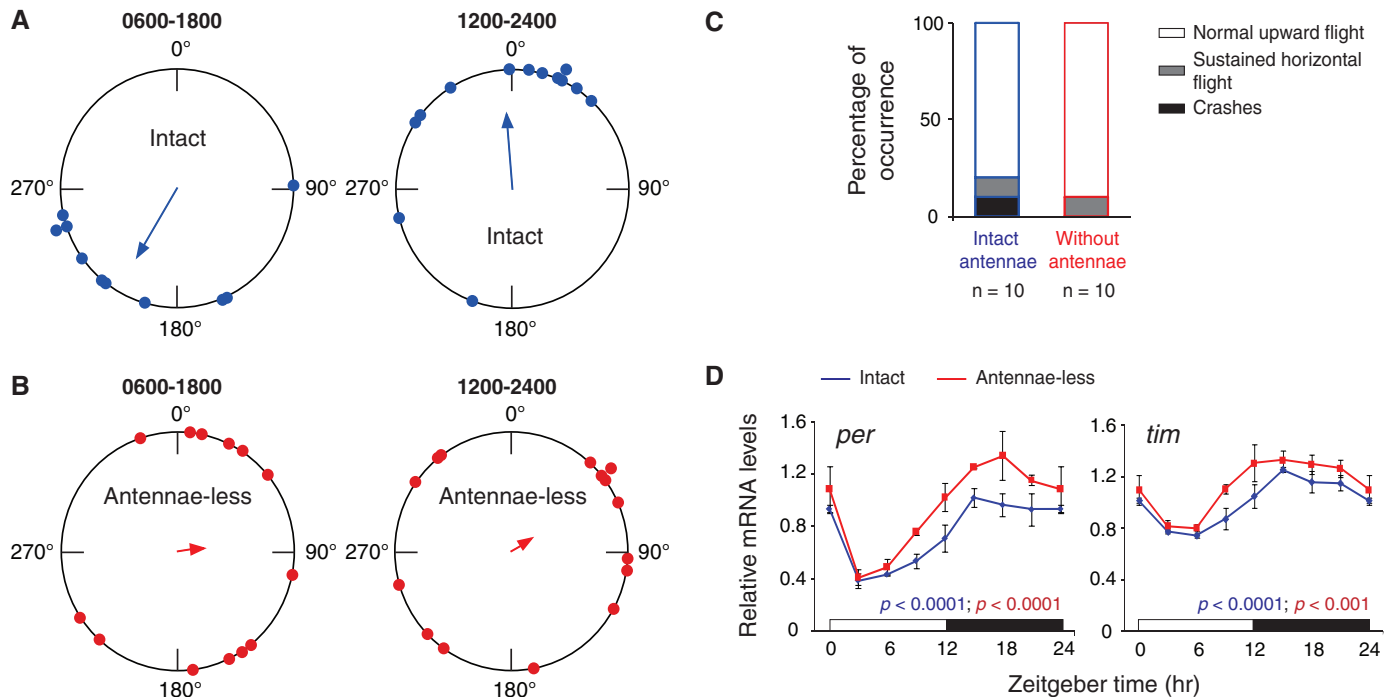 A
0600-1800
0°
Intact
270°
90°
180°
1200-2400
0°
Intact
270°
90°
180°
B
0600-1800
0°
Antennae-less
270°
90°
180°
1200-2400
0°
Antennae-less
270°
90°
180°
C
Percentage of
occurrence
100
50
0
Intact
antennae
n = 10
Without
antennae
n = 10
Normal upward flight
Sustained horizontal
flight
Crashes
D
Intact
Antennae-less
Relative mRNA levels
per
1.6
1.2
0.8
0.4
0
p < 0.0001; p < 0.0001
0 6 12 18 24
tim
1.6
1.2
0.8
0.4
0
p < 0.0001; p < 0.001
0 6 12 18 24
Zeitgeber time (hr)